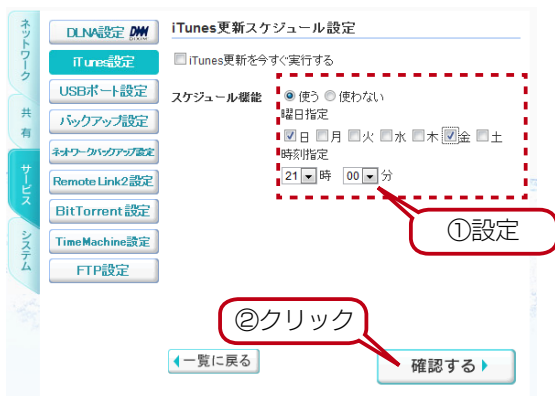 ネットワーク
共有
サービス
システム
DLNA設定 DiXiM
iTunes設定
USBポート設定
バックアップ設定
ネットワークバックアップ設定
Remote Link2設定
BitTorrent設定
TimeMachine設定
FTP設定
iTunes更新スケジュール設定
iTunes更新を今すぐ実行する
スケジュール機能
使う 使わない
曜日指定
日 月 火 水 木 金 土
時刻指定
21 時 00 分
①設定
②クリック
一覧に戻る
確認する